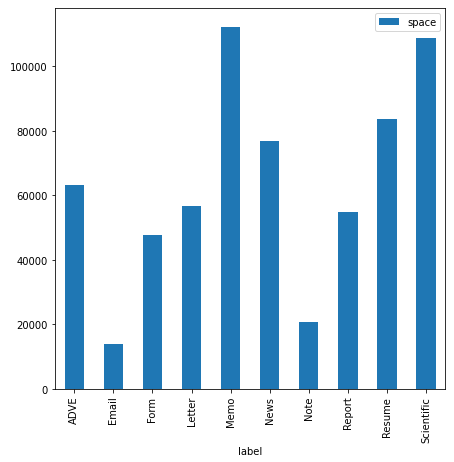 space
100000
80000
60000
40000
20000
0
ADVE
Email
Form
Letter
Memo
News
Note
Report
Resume
Scientific
label